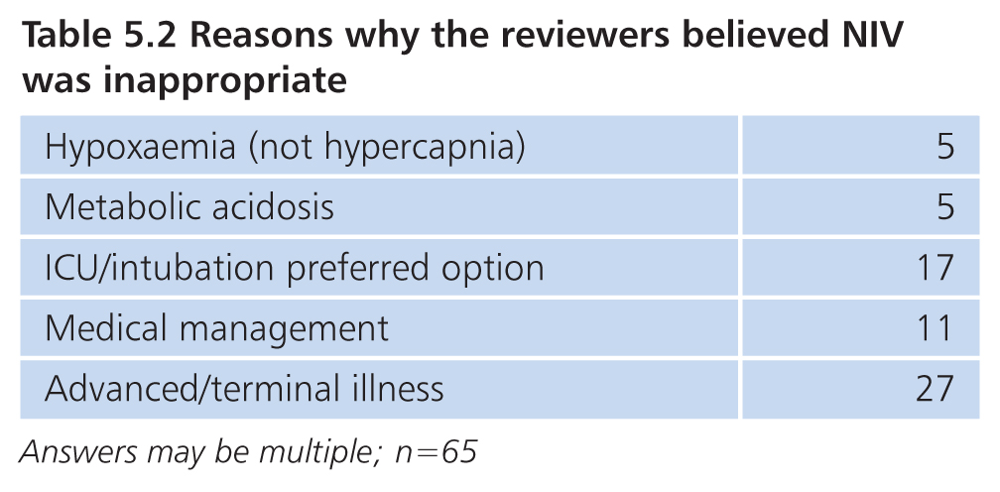 Table 5.2 Reasons why the reviewers believed NIV
was inappropriate
Hypoxaemia (not hypercapnia) 5
Metabolic acidosis 5
ICU/intubation preferred option 17
Medical management 11
Advanced/terminal illness 27
Answers may be multiple; n=65